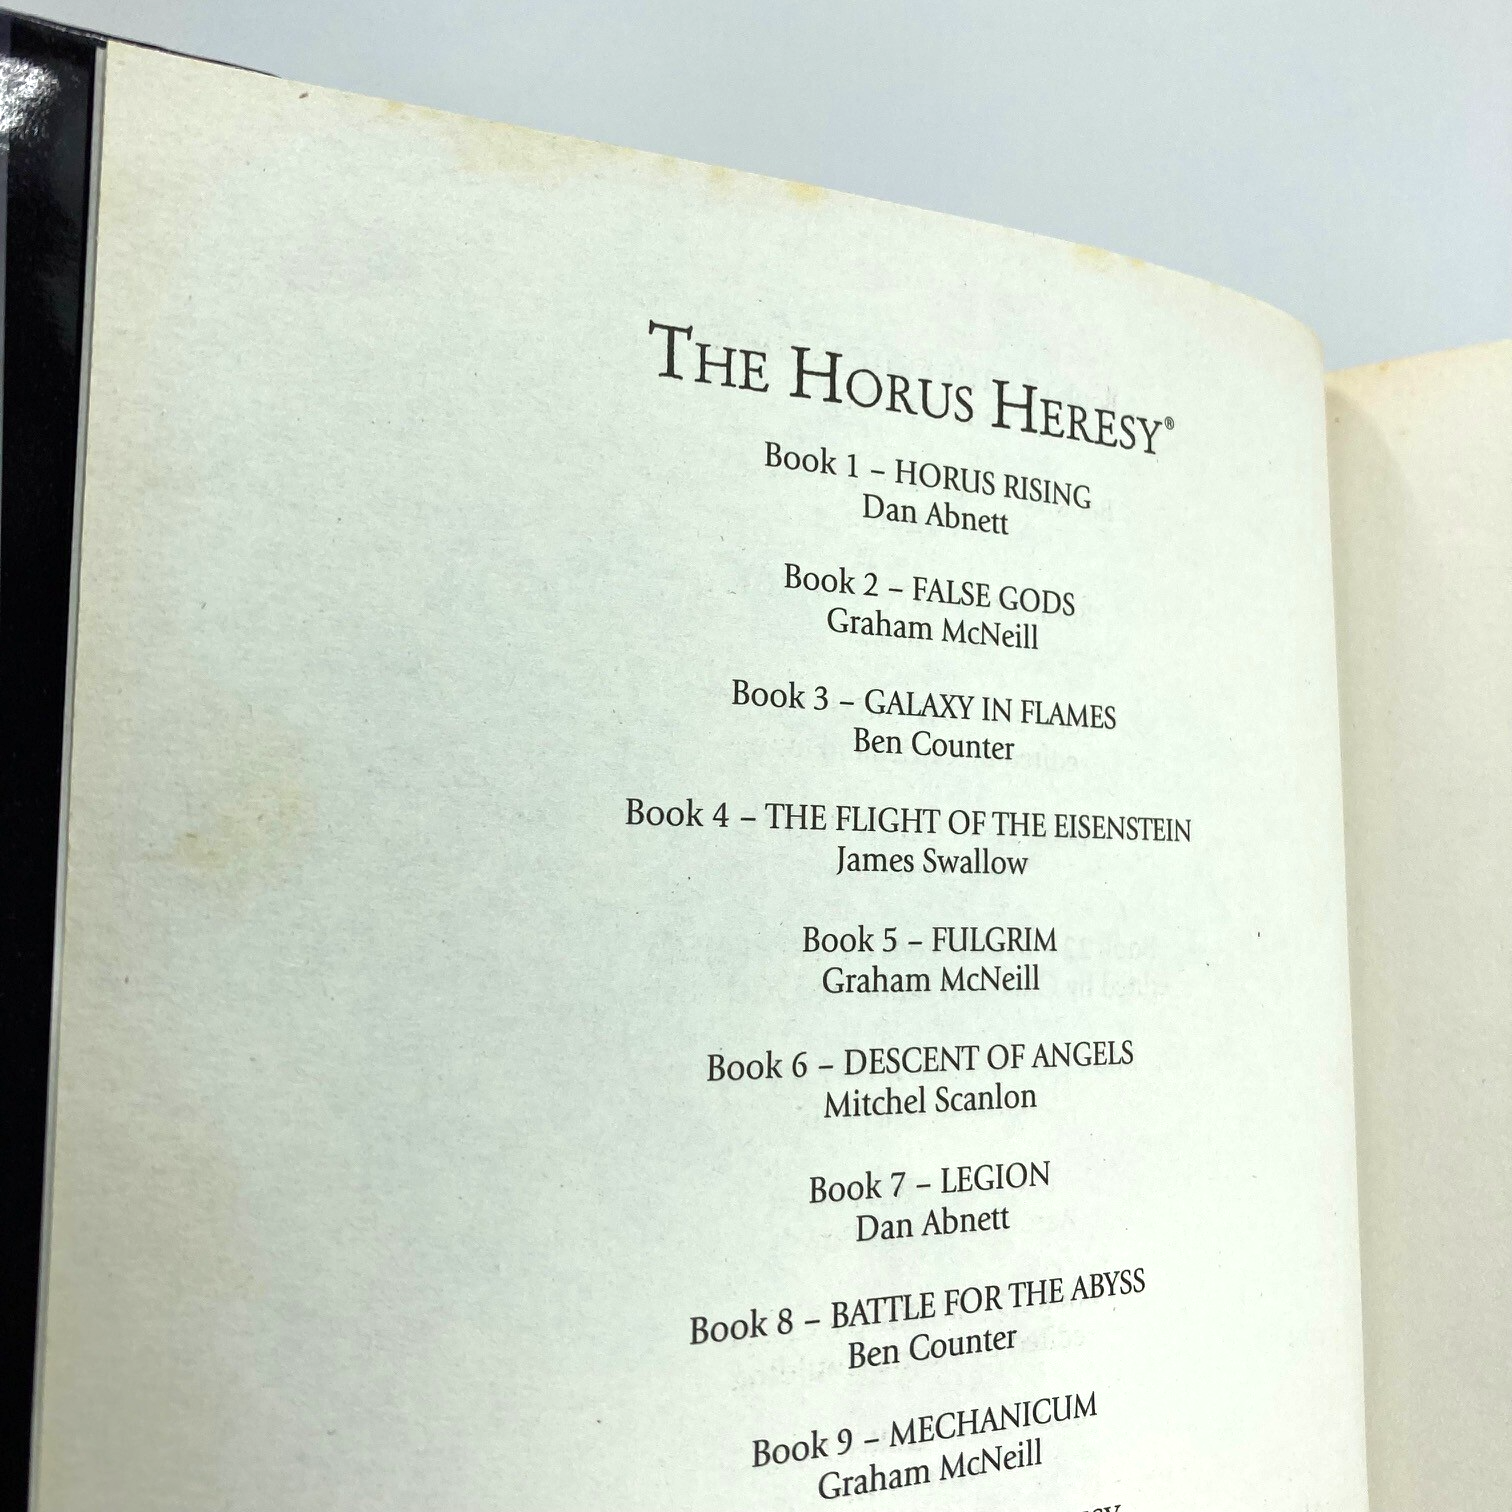 THE HORUS HERESY®
Book 1 – HORUS RISING
Dan Abnett
Book 2 – FALSE GODS
Graham McNeill
Book 3 – GALAXY IN FLAMES
Ben Counter
Book 4 – THE FLIGHT OF THE EISENSTEIN
James Swallow
Book 5 – FULGRIM
Graham McNeill
Book 6 – DESCENT OF ANGELS
Mitchel Scanlon
Book 7 – LEGION
Dan Abnett
Book 8 – BATTLE FOR THE ABYSS
Ben Counter
Book 9 – MECHANICUM
Graham McNeill